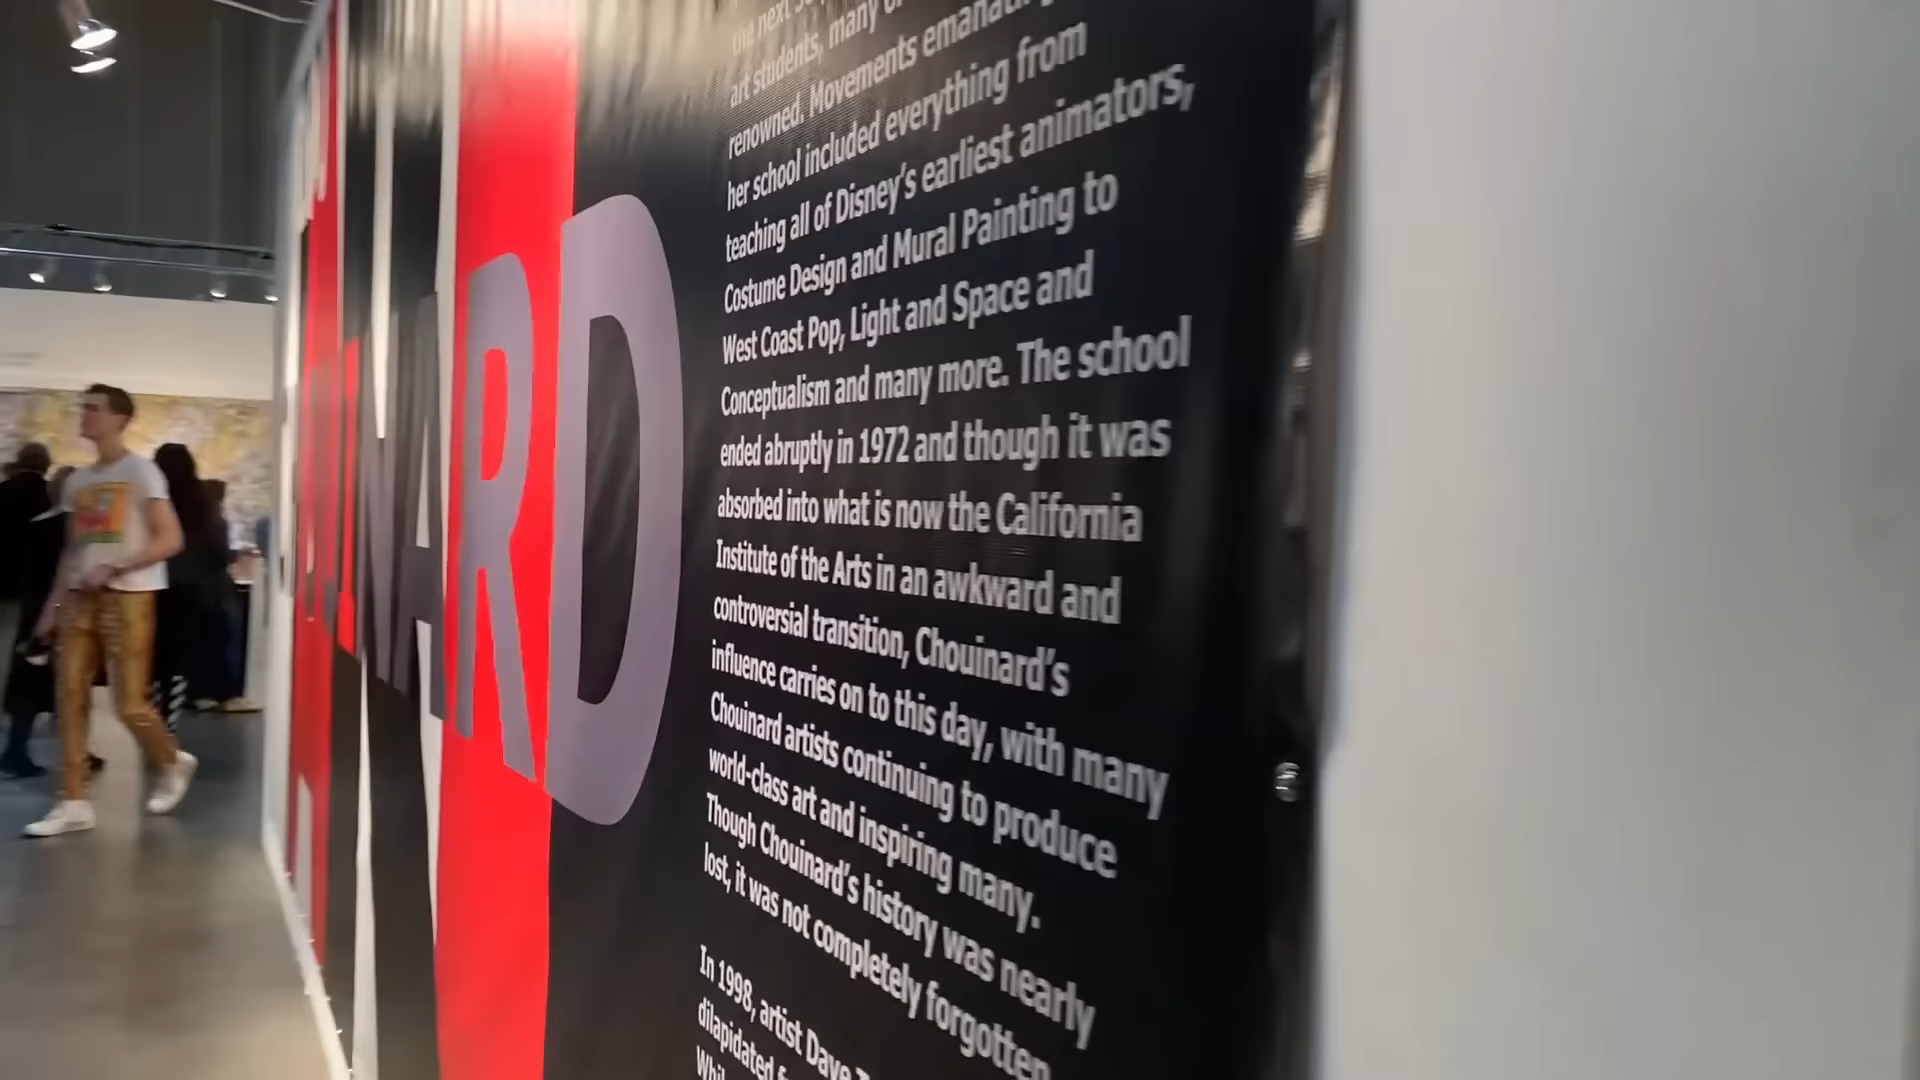 NARD
the next
art students, many
renowned. Movements
her school included everything from
teaching all of Disney's earliest animators,
Costume Design and Mural Painting to
West Coast Pop, Light and Space and
Conceptualism and many more. The school
ended abruptly in 1972 and though it was
absorbed into what is now the California
Institute of the Arts in an awkward and
controversial transition, Chouinard's
influence carries on to this day, with many
Chouinard artists continuing to produce
world-class art and inspiring many.
Though Chouinard's history was nearly
lost, it was not completely forgotten
In 1998, artist Dave
dilapidated